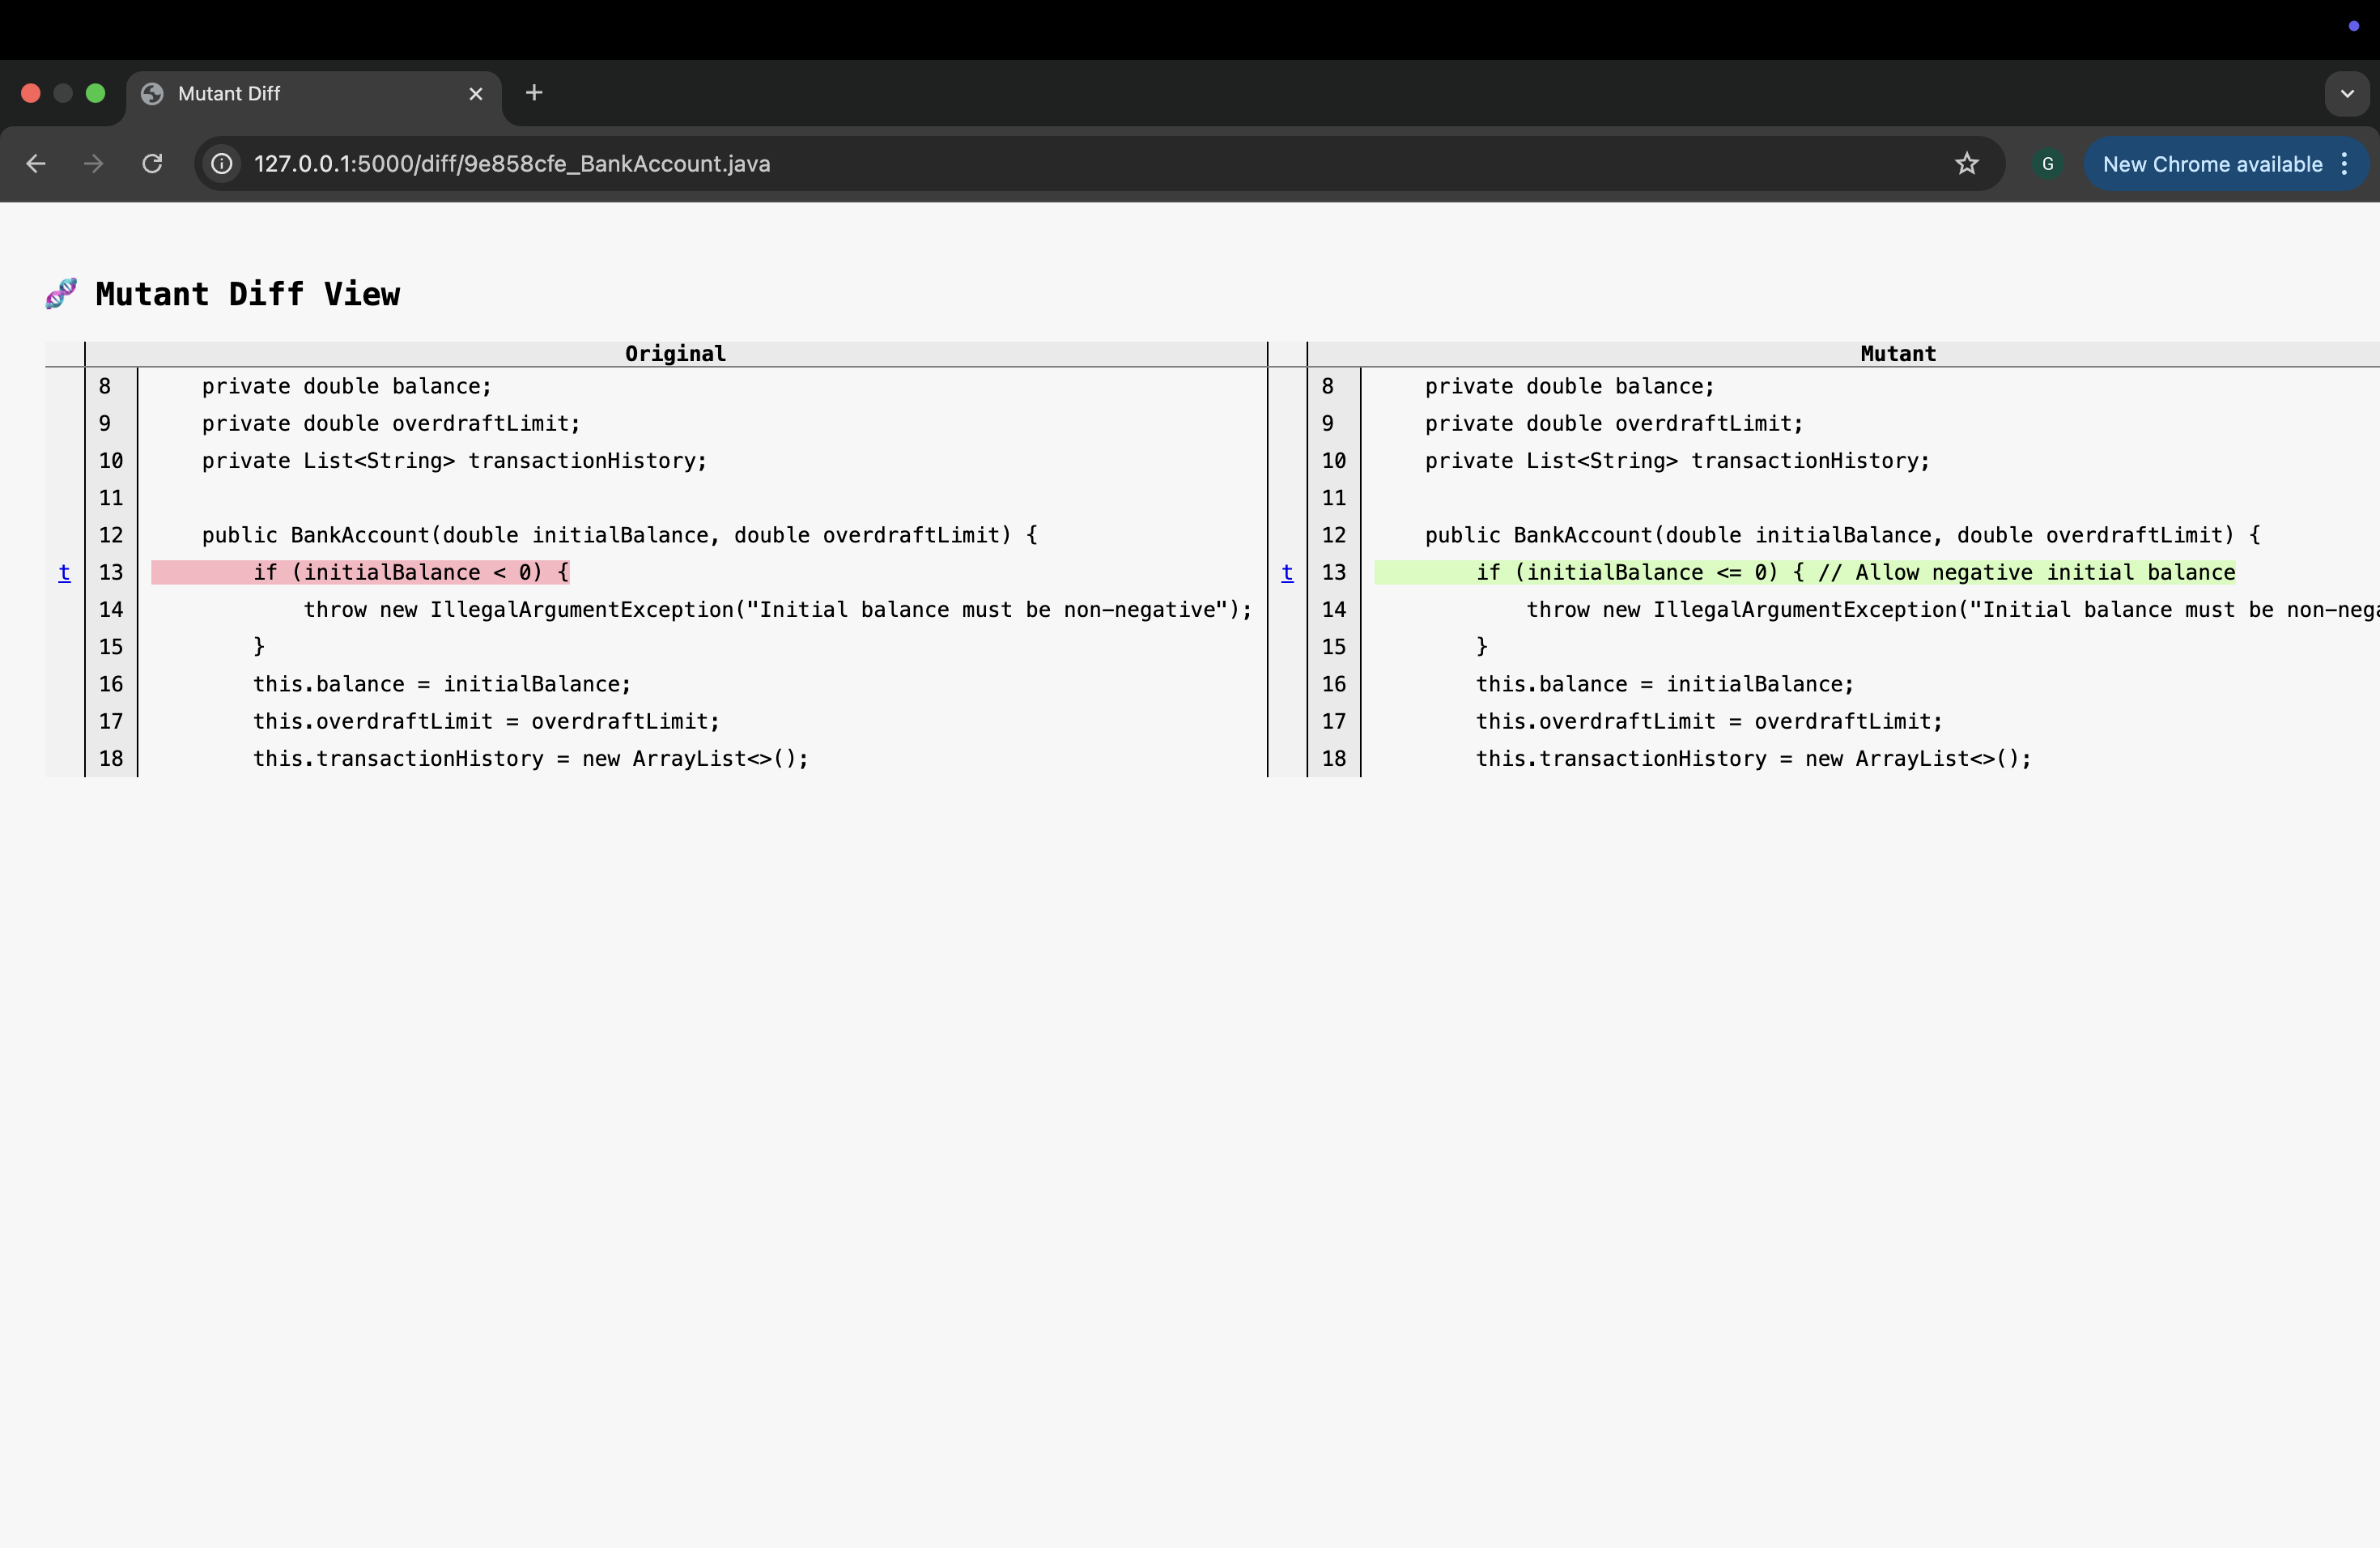 Mutant Diff
127.0.0.1:5000/diff/9e858cfe_BankAccount.java
G
New Chrome available
Mutant Diff View
Original
Mutant
8 private double balance;
8 private double balance;
9 private double overdraftLimit;
9 private double overdraftLimit;
10 private List<String> transactionHistory;
10 private List<String> transactionHistory;
11
11
12 public BankAccount(double initialBalance, double overdraftLimit) {
12 public BankAccount(double initialBalance, double overdraftLimit) {
t 13 if (initialBalance < 0) {
t 13 if (initialBalance <= 0) { // Allow negative initial balance
14 throw new IllegalArgumentException("Initial balance must be non-negative");
14 throw new IllegalArgumentException("Initial balance must be non-nega
15 }
15 }
16 this.balance = initialBalance;
16 this.balance = initialBalance;
17 this.overdraftLimit = overdraftLimit;
17 this.overdraftLimit = overdraftLimit;
18 this.transactionHistory = new ArrayList<>();
18 this.transactionHistory = new ArrayList<>();